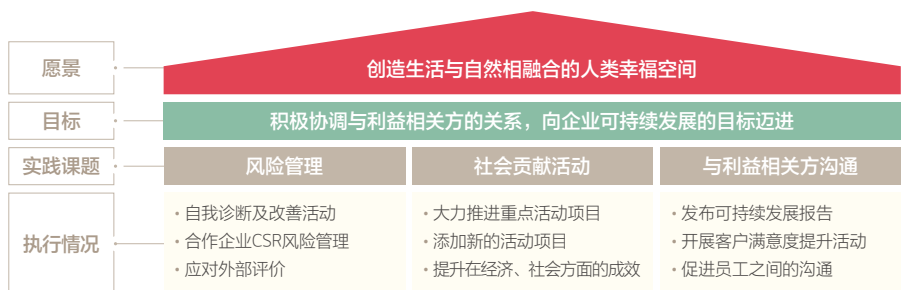 愿景
创造生活与自然相融合的人类幸福空间
目标
积极协调与利益相关方的关系，向企业可持续发展的目标迈进
实践课题
风险管理
社会贡献活动
与利益相关方沟通
执行情况
・自我诊断及改善活动
・合作企业CSR风险管理
・应对外部评价
・大力推进重点活动项目
・添加新的活动项目
・提升在经济、社会方面的成效
・发布可持续发展报告
・开展客户满意度提升活动
・促进员工之间的沟通